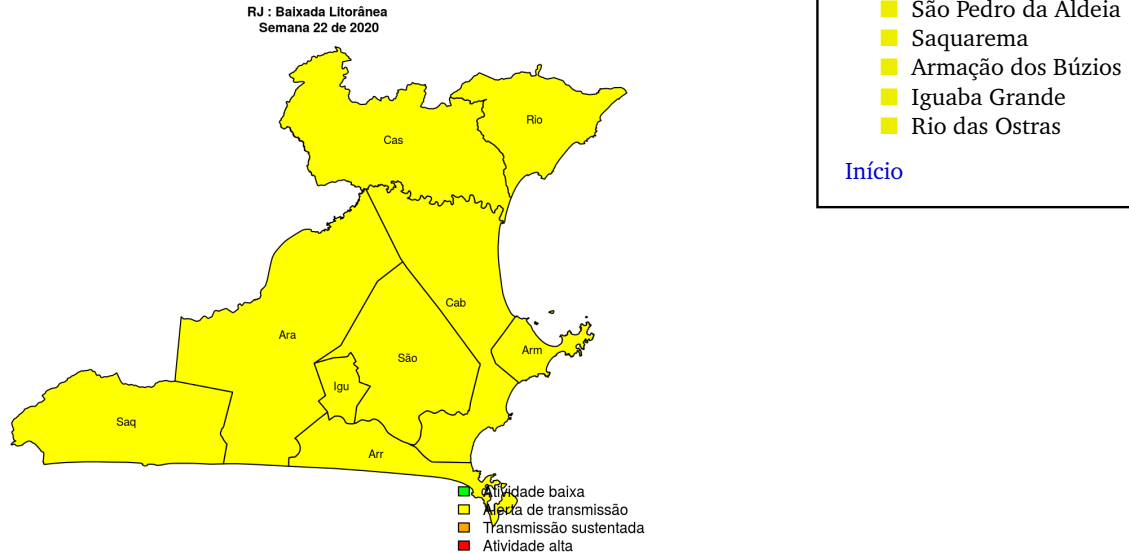 RJ : Baixada Litorânea
Semana 22 de 2020
Rio
Cas
Cab
Ara
Arm
São
Igu
Saq
Arr
Atividade baixa
Alerta de transmissão
Transmissão sustentada
Atividade alta
São Pedro da Aldeia
Saquarema
Armação dos Búzios
Iguaba Grande
Rio das Ostras
Início